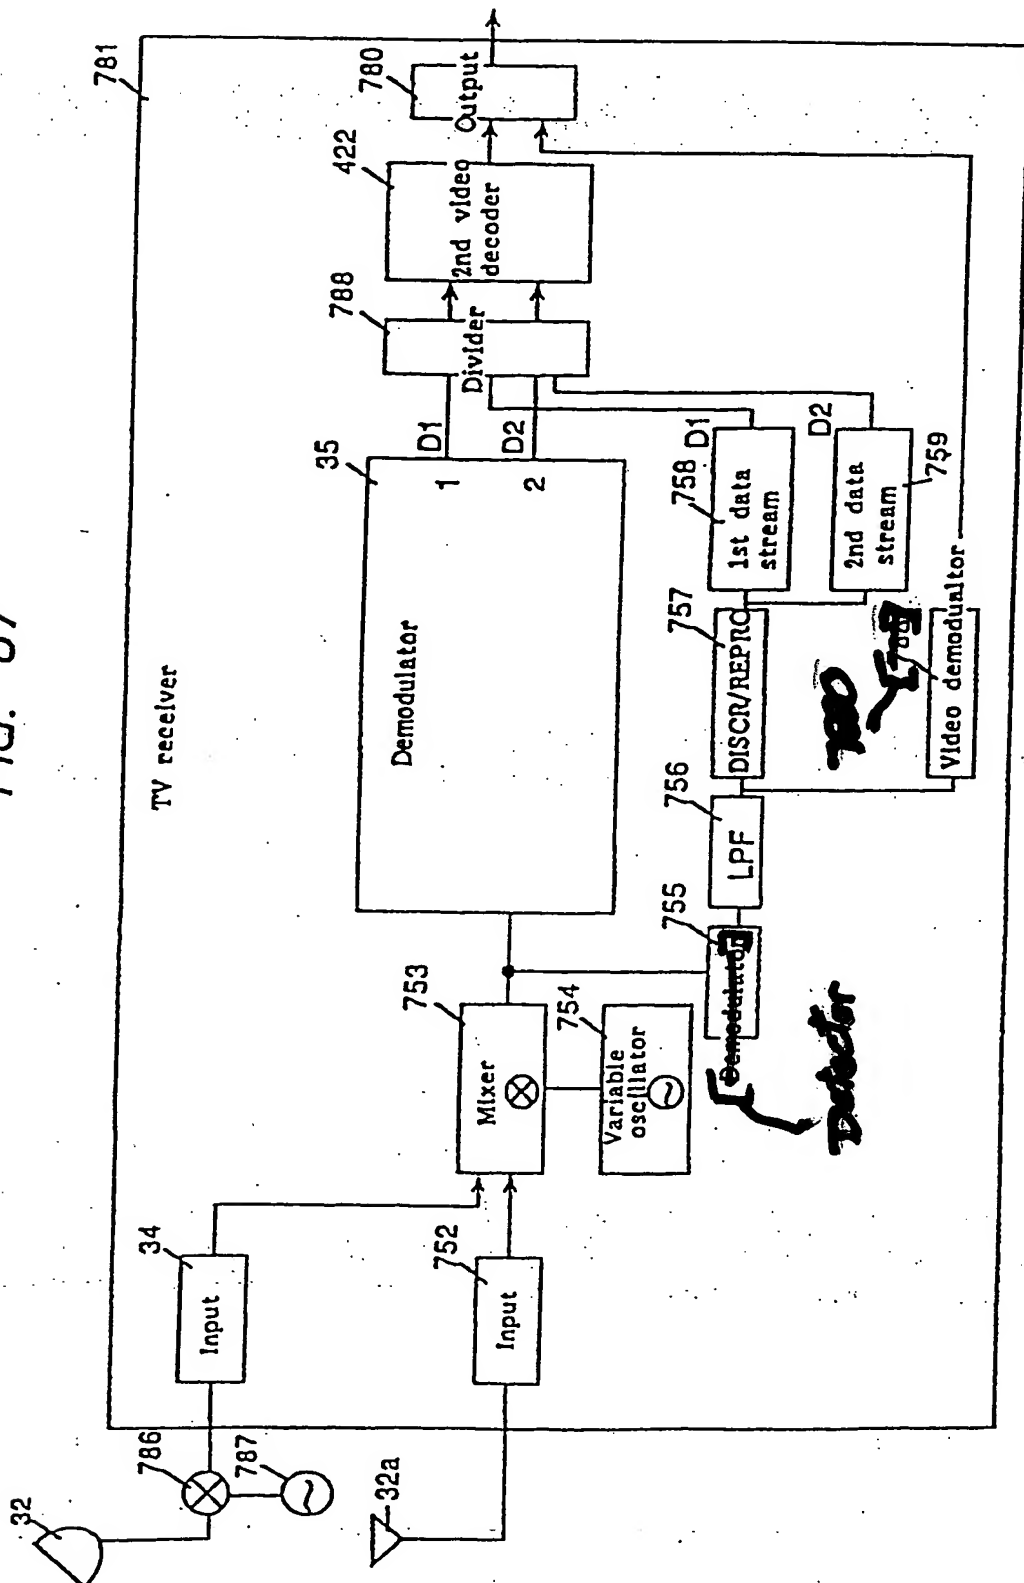 TV receiver
781
32
786
787
34
Input
32a
752
Input
753
Mixer
754
Variable
oscillator
35
Demodulator
1
2
D1
D2
788
Divider
422
2nd video
decoder
780
Output
755
Demodulator
Detector
756
LPF
757
DISCR/REPRO
758
1st data
stream
D1
759
2nd data
stream
D2
Video demodualtor